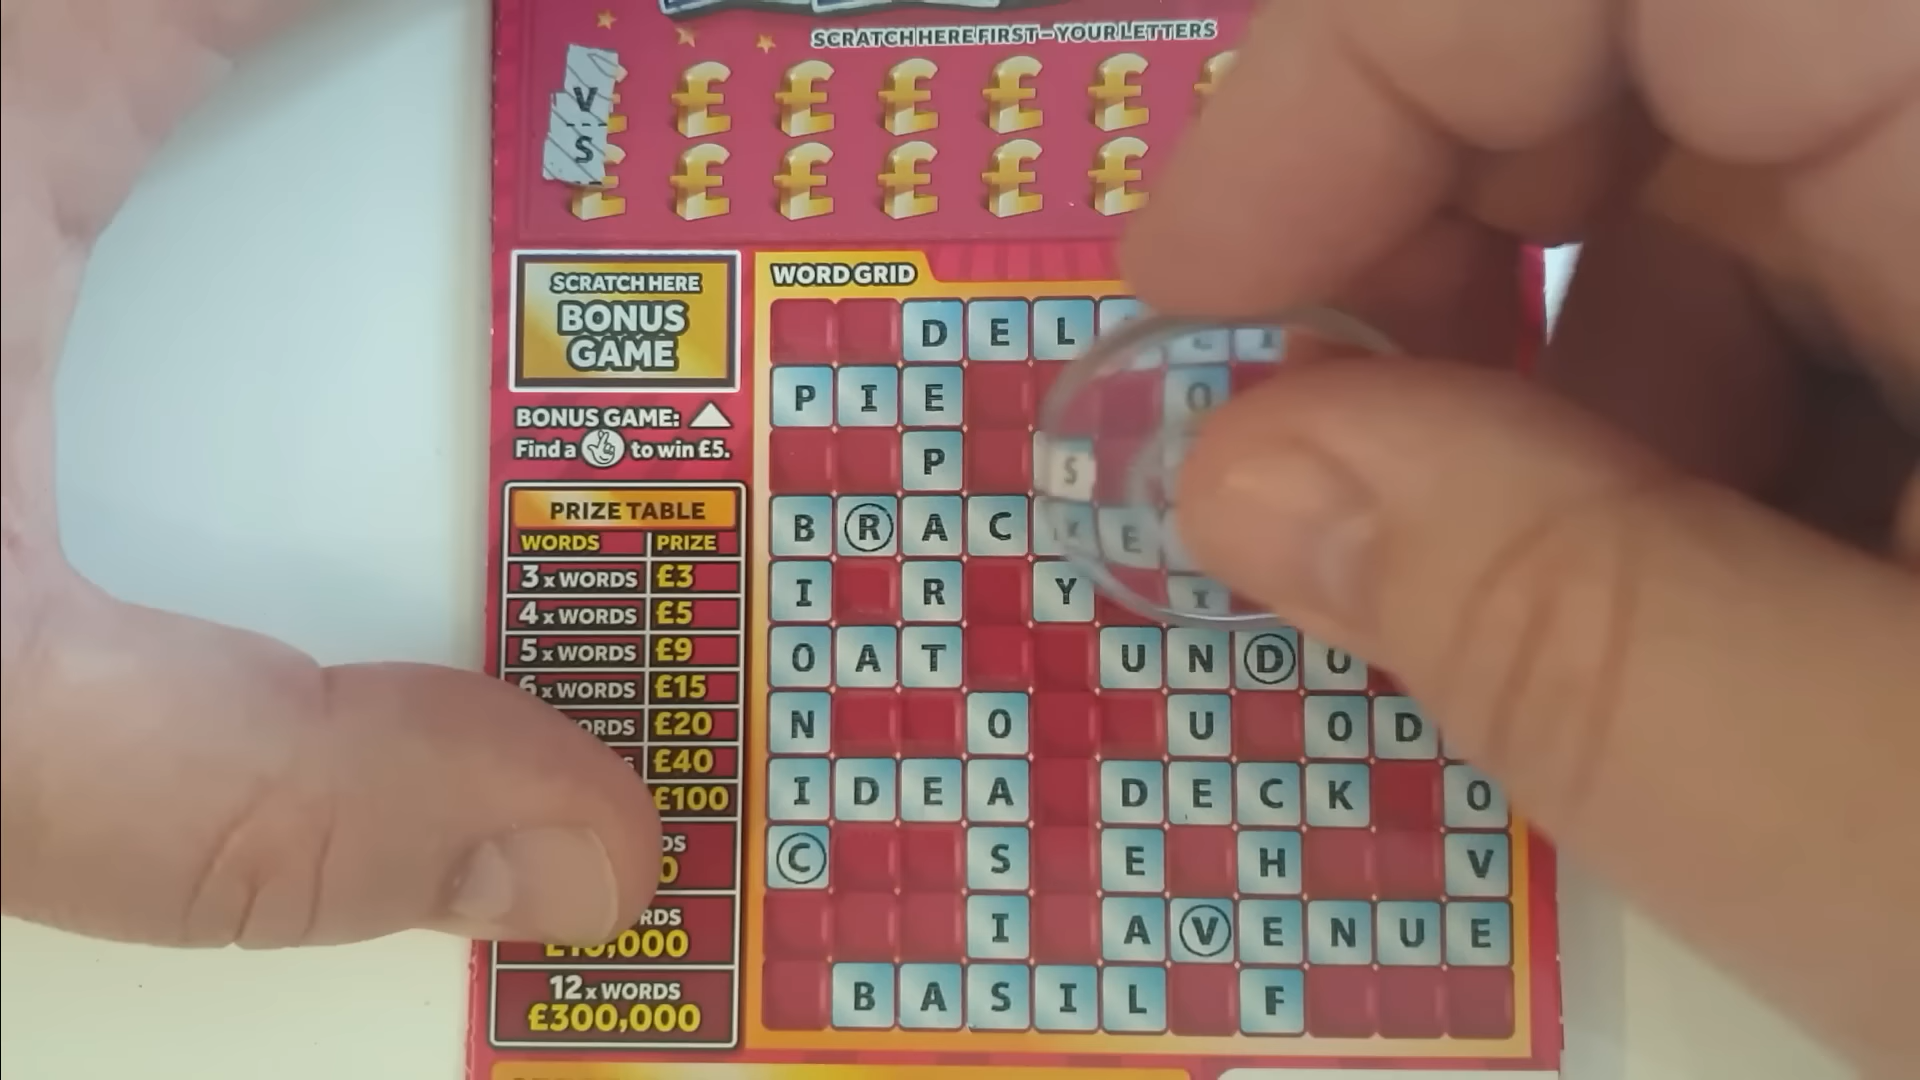 SCRATCH HERE FIRST – YOUR LETTERS
V £ £ £ £ £
S £ £ £ £ £ £
SCRATCH HERE
BONUS
GAME
BONUS GAME:
Find a to win £5.
PRIZE TABLE
WORDS PRIZE
3 x WORDS £3
4 x WORDS £5
5 x WORDS £9
6 x WORDS £15
£20
£40
£100
12 x WORDS
£300,000
WORD GRID
D E L
P I E O
P S
B R A C E
I R Y I
O A T U N D O
N O U O D
I D E A D E C K O
C S E H V
I A V E N U E
B A S I L F